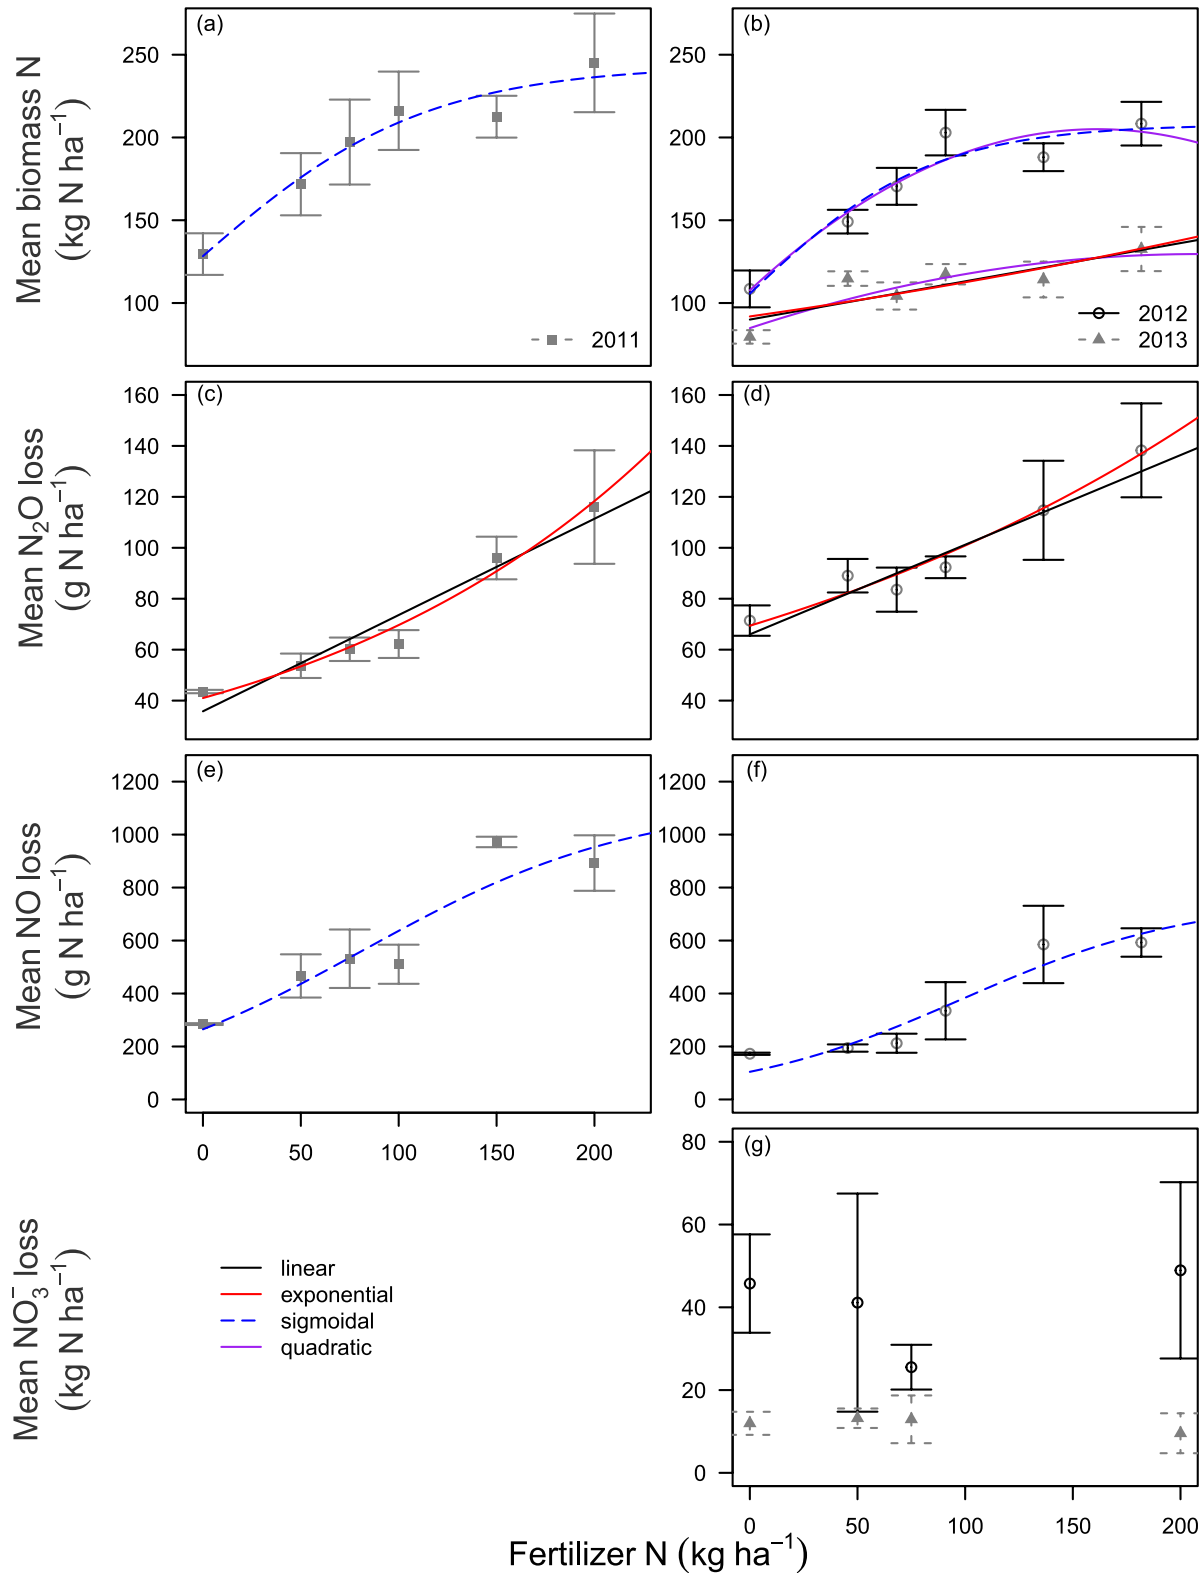 (a)
(b)
Mean biomass N
(kg N ha⁻¹)
250
200
150
100
2011
250
200
150
100
2012
2013
(c)
(d)
Mean N₂O loss
(g N ha⁻¹)
160
140
120
100
80
60
40
160
140
120
100
80
60
40
(e)
(f)
Mean NO loss
(g N ha⁻¹)
1200
1000
800
600
400
200
0
0 50 100 150 200
1200
1000
800
600
400
200
0
(g)
Mean NO₃⁻ loss
(kg N ha⁻¹)
linear
exponential
sigmoidal
quadratic
80
60
40
20
0
0 50 100 150 200
Fertilizer N (kg ha⁻¹)